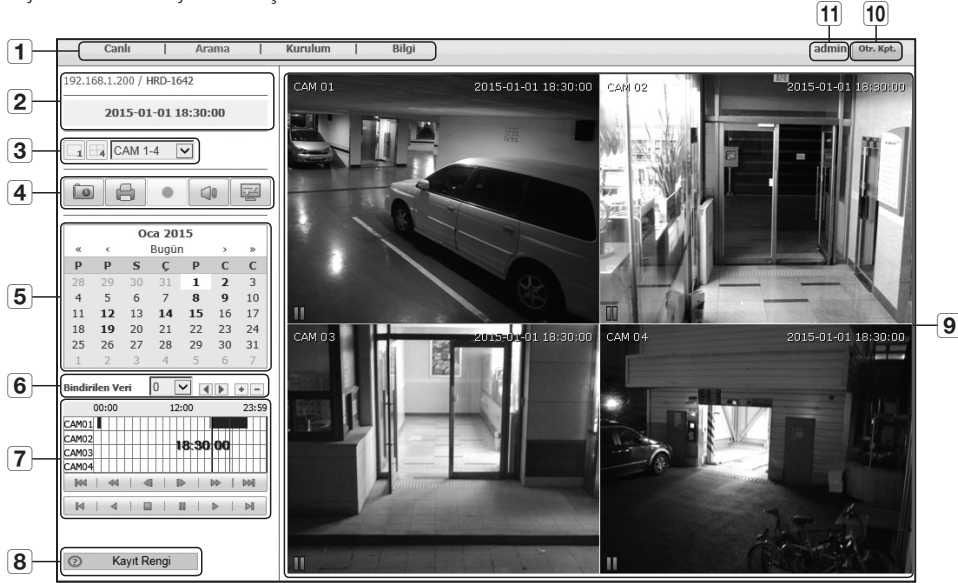 11 10
1 Canlı | Arama | Kurulum | Bilgi admin Otr. Kpt.
2 192.168.1.200 / HRD-1642
2015-01-01 18:30:00
3 1 4 CAM 1-4
4
5 Oca 2015
« ‹ Bugün › »
P P S Ç P C C
28 29 30 31 1 2 3
4 5 6 7 8 9 10
11 12 13 14 15 16 17
18 19 20 21 22 23 24
25 26 27 28 29 30 31
1 2 3 4 5 6 7
6 Bindirilen Veri 0 + −
7 00:00 12:00 23:59
CAM01
CAM02
18:30:00
CAM03
CAM04
8 ? Kayıt Rengi
CAM 01 2015-01-01 18:30:00
CAM 02 2015-01-01 18:30:00
CAM 03 2015-01-01 18:30:00
CAM 04 2015-01-01 18:30:00
9